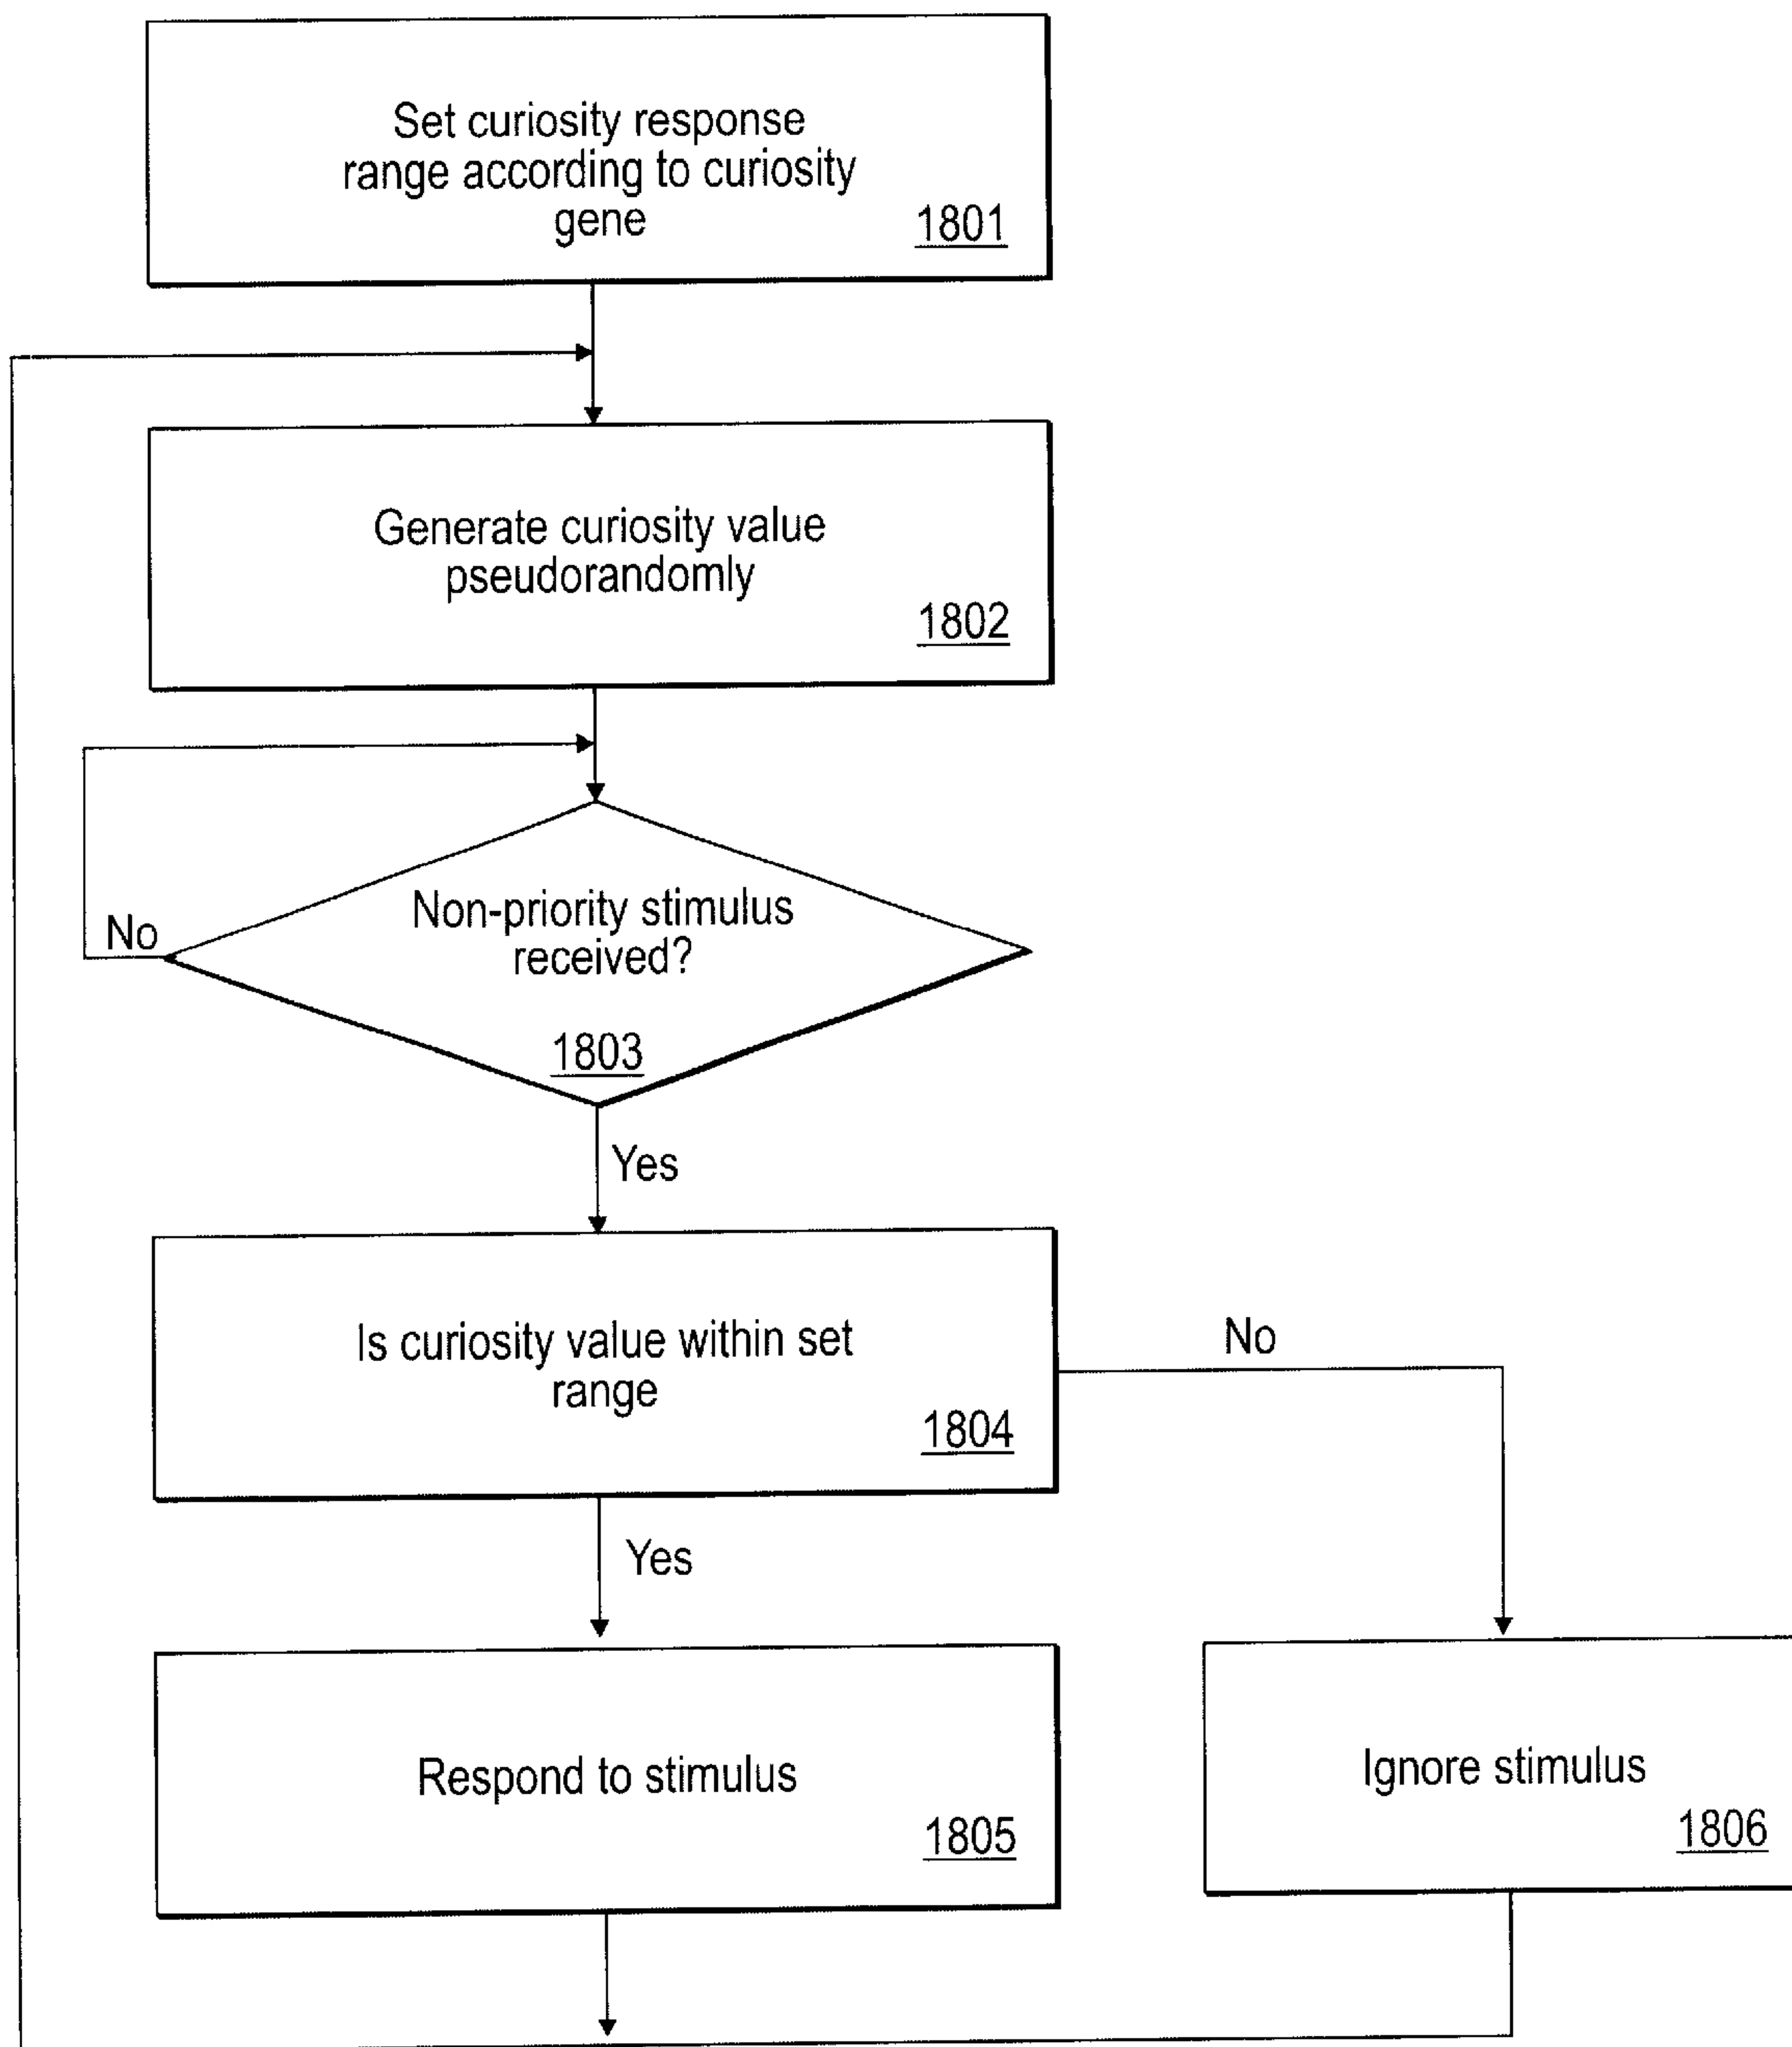 Set curiosity response
range according to curiosity
gene
1801
Generate curiosity value
pseudorandomly
1802
Non-priority stimulus
received?
No
1803
Yes
Is curiosity value within set
range
1804
No
Yes
Respond to stimulus
1805
Ignore stimulus
1806